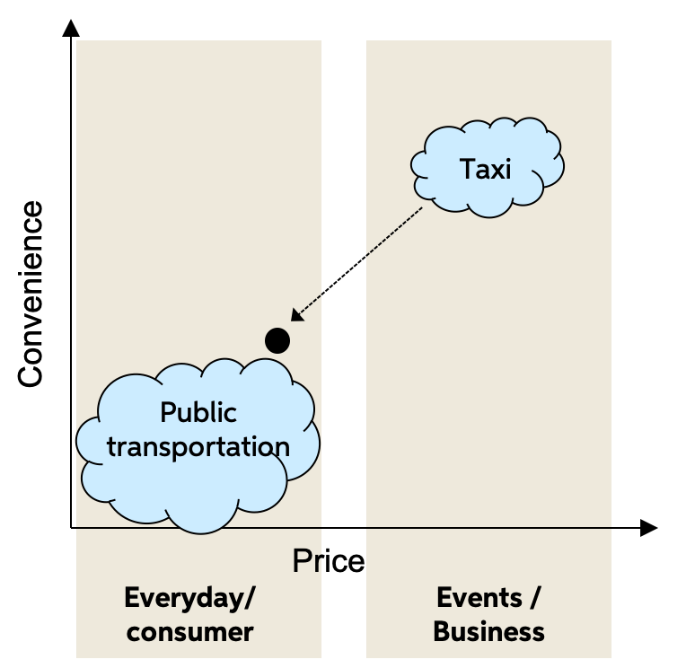 Convenience
Taxi
Public
transportation
Price
Everyday/
consumer
Events /
Business